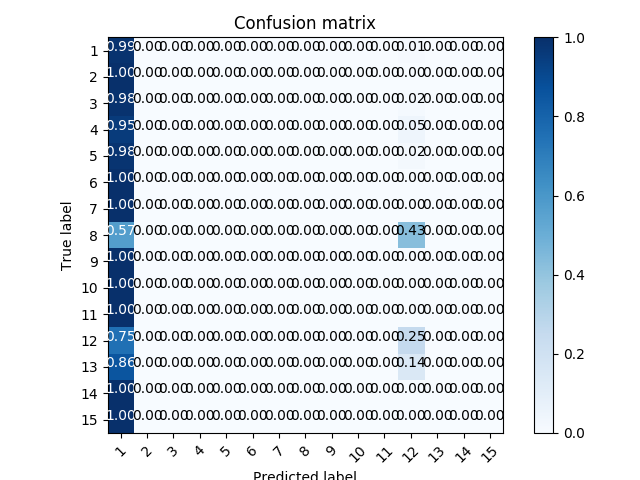 Confusion matrix
1 0.99 0.00 0.00 0.00 0.00 0.00 0.00 0.00 0.00 0.00 0.00 0.01 0.00 0.00 0.00
2 1.00 0.00 0.00 0.00 0.00 0.00 0.00 0.00 0.00 0.00 0.00 0.00 0.00 0.00 0.00
3 0.98 0.00 0.00 0.00 0.00 0.00 0.00 0.00 0.00 0.00 0.00 0.02 0.00 0.00 0.00
4 0.95 0.00 0.00 0.00 0.00 0.00 0.00 0.00 0.00 0.00 0.00 0.05 0.00 0.00 0.00
5 0.98 0.00 0.00 0.00 0.00 0.00 0.00 0.00 0.00 0.00 0.00 0.02 0.00 0.00 0.00
6 1.00 0.00 0.00 0.00 0.00 0.00 0.00 0.00 0.00 0.00 0.00 0.00 0.00 0.00 0.00
7 1.00 0.00 0.00 0.00 0.00 0.00 0.00 0.00 0.00 0.00 0.00 0.00 0.00 0.00 0.00
8 0.57 0.00 0.00 0.00 0.00 0.00 0.00 0.00 0.00 0.00 0.00 0.43 0.00 0.00 0.00
9 1.00 0.00 0.00 0.00 0.00 0.00 0.00 0.00 0.00 0.00 0.00 0.00 0.00 0.00 0.00
10 1.00 0.00 0.00 0.00 0.00 0.00 0.00 0.00 0.00 0.00 0.00 0.00 0.00 0.00 0.00
11 1.00 0.00 0.00 0.00 0.00 0.00 0.00 0.00 0.00 0.00 0.00 0.00 0.00 0.00 0.00
12 0.75 0.00 0.00 0.00 0.00 0.00 0.00 0.00 0.00 0.00 0.00 0.25 0.00 0.00 0.00
13 0.86 0.00 0.00 0.00 0.00 0.00 0.00 0.00 0.00 0.00 0.00 0.14 0.00 0.00 0.00
14 1.00 0.00 0.00 0.00 0.00 0.00 0.00 0.00 0.00 0.00 0.00 0.00 0.00 0.00 0.00
15 1.00 0.00 0.00 0.00 0.00 0.00 0.00 0.00 0.00 0.00 0.00 0.00 0.00 0.00 0.00
1 2 3 4 5 6 7 8 9 10 11 12 13 14 15
True label
Predicted label
1.0
0.8
0.6
0.4
0.2
0.0